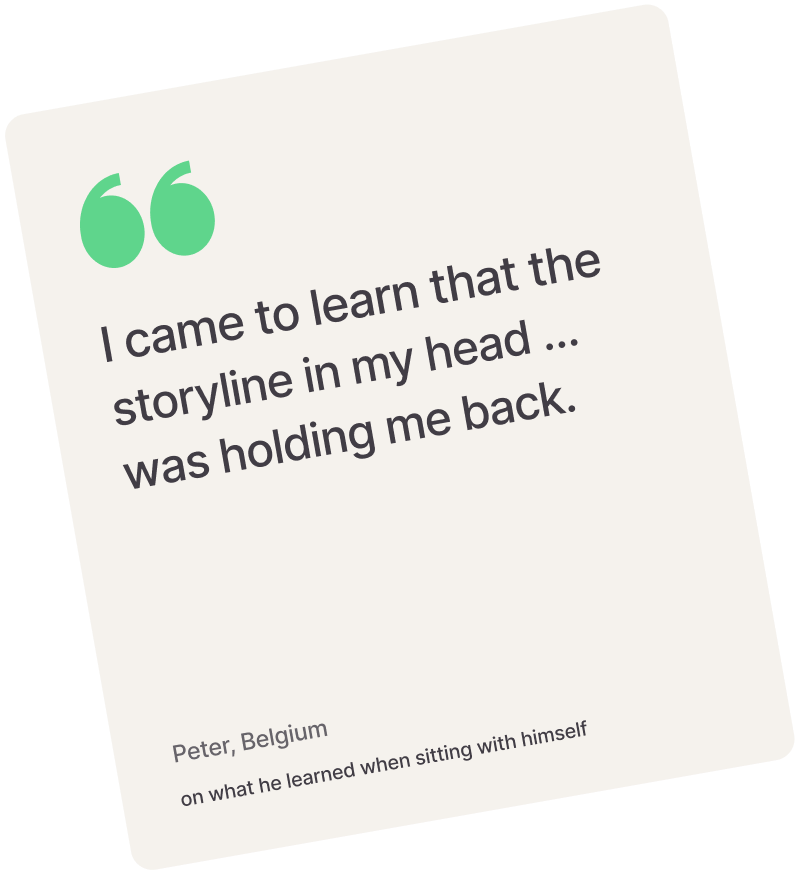 I came to learn that the
storyline in my head ...
was holding me back.
Peter, Belgium
on what he learned when sitting with himself